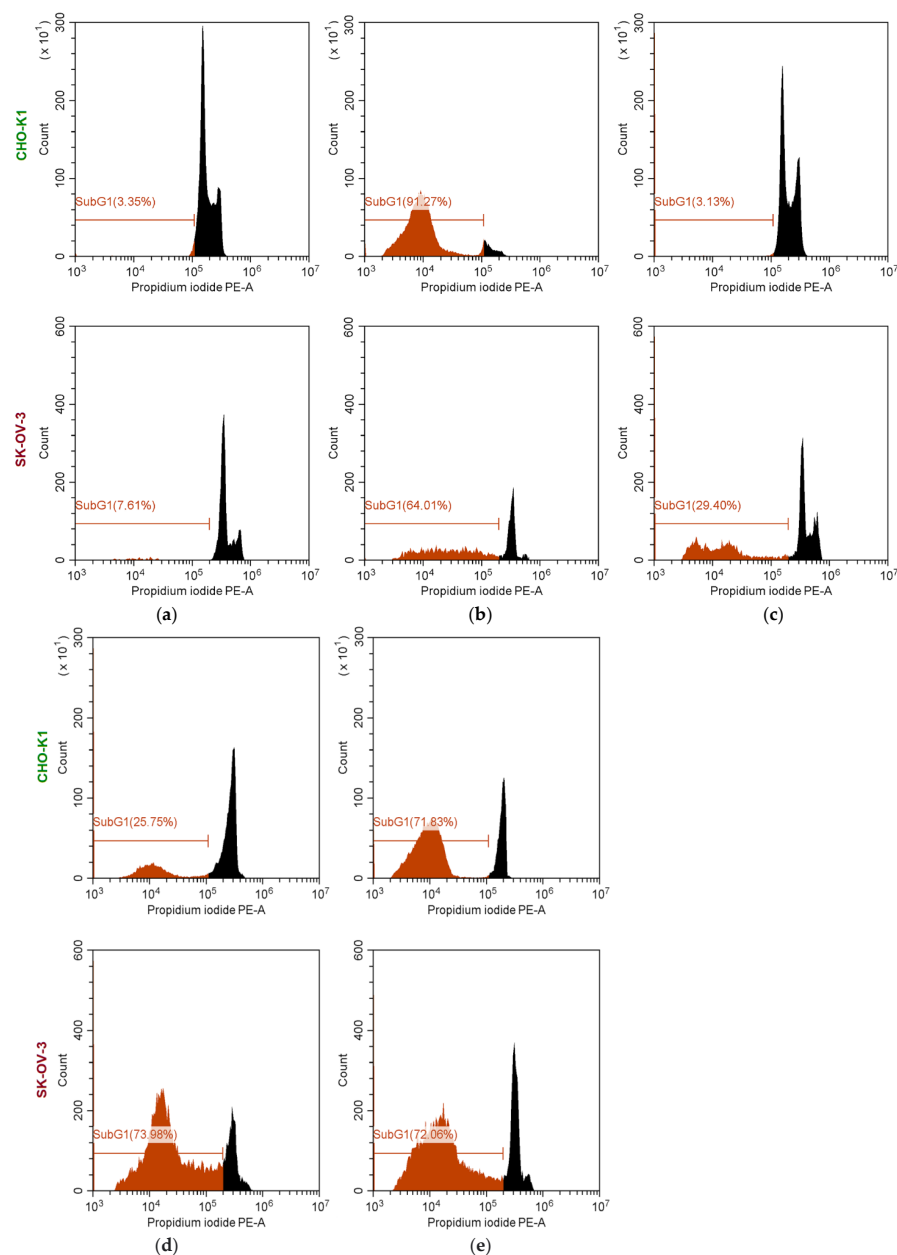 CHO-K1
(x 10¹)
Count
300
200
100
0
SubG1(3.35%)
10³ 10⁴ 10⁵ 10⁶ 10⁷
Propidium iodide PE-A
(x 10¹)
Count
300
200
100
0
SubG1(91.27%)
10³ 10⁴ 10⁵ 10⁶ 10⁷
Propidium iodide PE-A
(x 10¹)
Count
300
200
100
0
SubG1(3.13%)
10³ 10⁴ 10⁵ 10⁶ 10⁷
Propidium iodide PE-A
SK-OV-3
Count
600
400
200
0
SubG1(7.61%)
10³ 10⁴ 10⁵ 10⁶ 10⁷
Propidium iodide PE-A
Count
600
400
200
0
SubG1(64.01%)
10³ 10⁴ 10⁵ 10⁶ 10⁷
Propidium iodide PE-A
Count
600
400
200
0
SubG1(29.40%)
10³ 10⁴ 10⁵ 10⁶ 10⁷
Propidium iodide PE-A
(a) (b) (c)
CHO-K1
(x 10¹)
Count
300
200
100
0
SubG1(25.75%)
10³ 10⁴ 10⁵ 10⁶ 10⁷
Propidium iodide PE-A
(x 10¹)
Count
300
200
100
0
SubG1(71.83%)
10³ 10⁴ 10⁵ 10⁶ 10⁷
Propidium iodide PE-A
SK-OV-3
Count
600
400
200
0
SubG1(73.98%)
10³ 10⁴ 10⁵ 10⁶ 10⁷
Propidium iodide PE-A
Count
600
400
200
0
SubG1(72.06%)
10³ 10⁴ 10⁵ 10⁶ 10⁷
Propidium iodide PE-A
(d) (e)